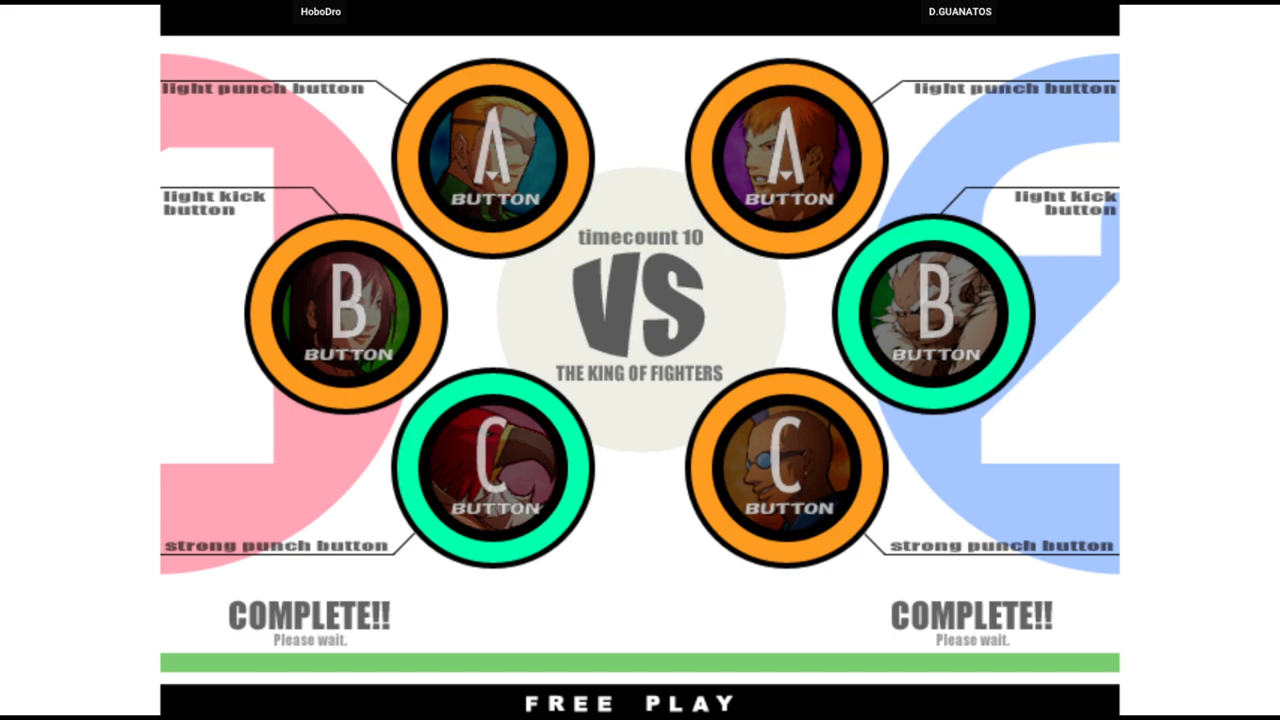 HoboDro
D.GUANATOS
light punch button
light punch button
A
BUTTON
A
BUTTON
light kick
button
light kick
button
timecount 10
VS
THE KING OF FIGHTERS
B
BUTTON
B
BUTTON
C
BUTTON
C
BUTTON
strong punch button
strong punch button
COMPLETE!!
Please wait.
COMPLETE!!
Please wait.
FREE PLAY